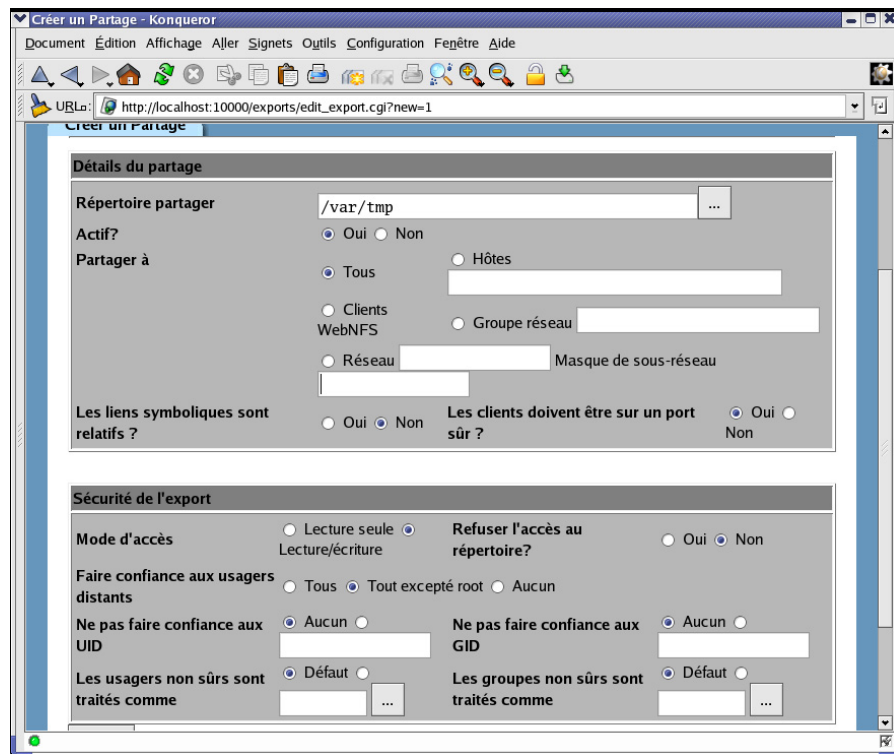 Créer un Partage - Konqueror
Document Édition Affichage Aller Signets Outils Configuration Fenêtre Aide
URL: http://localhost:10000/exports/edit_export.cgi?new=1
Créer un Partage
Détails du partage
Répertoire partager /var/tmp ...
Actif? Oui Non
Partager à Tous Hôtes
Clients WebNFS Groupe réseau
Réseau Masque de sous-réseau
Les liens symboliques sont relatifs ? Oui Non Les clients doivent être sur un port sûr ? Oui Non
Sécurité de l'export
Mode d'accès Lecture seule Lecture/écriture Refuser l'accès au répertoire? Oui Non
Faire confiance aux usagers distants Tous Tout excepté root Aucun
Ne pas faire confiance aux UID Aucun Ne pas faire confiance aux GID Aucun
Les usagers non sûrs sont traités comme Défaut ... Les groupes non sûrs sont traités comme Défaut ...